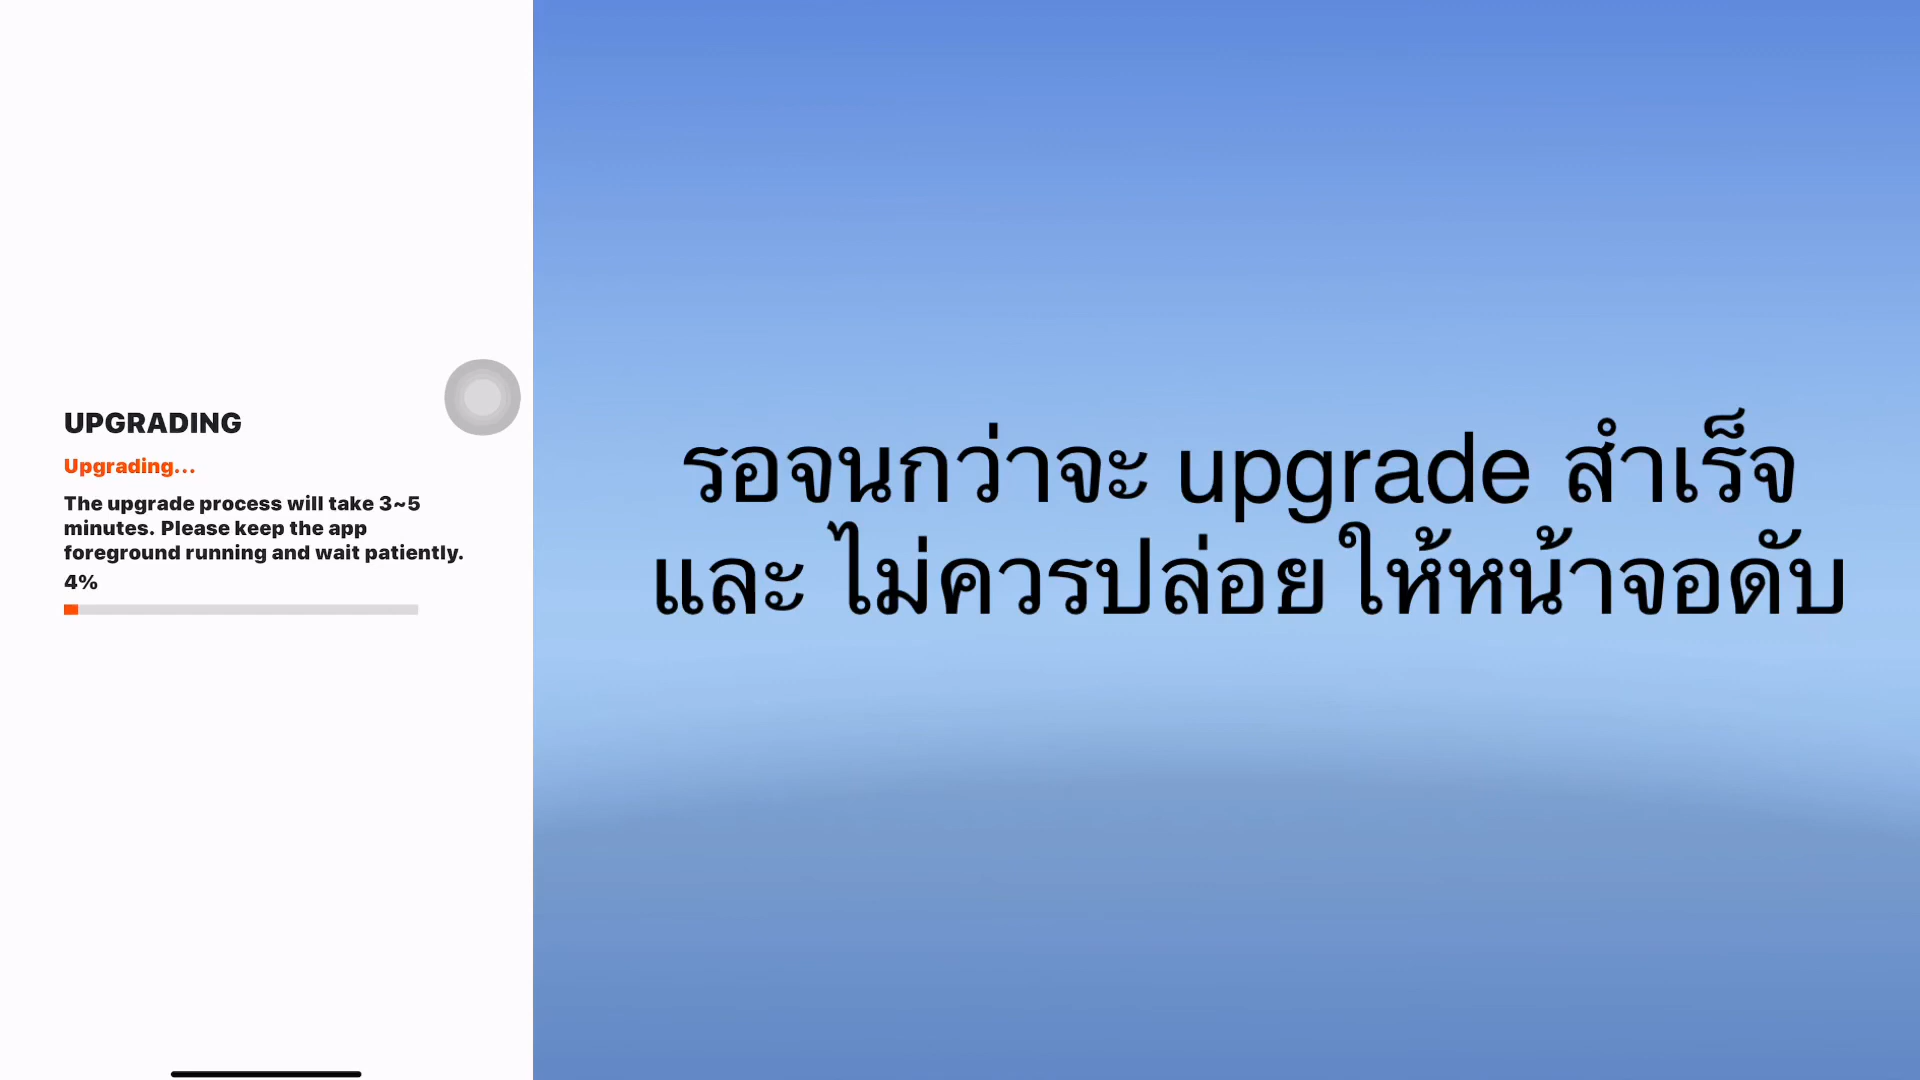 UPGRADING
Upgrading...
The upgrade process will take 3~5
minutes. Please keep the app
foreground running and wait patiently.
4%
รอจนกว่าจะ upgrade สำเร็จ
และ ไม่ควรปล่อยให้หน้าจอดับ